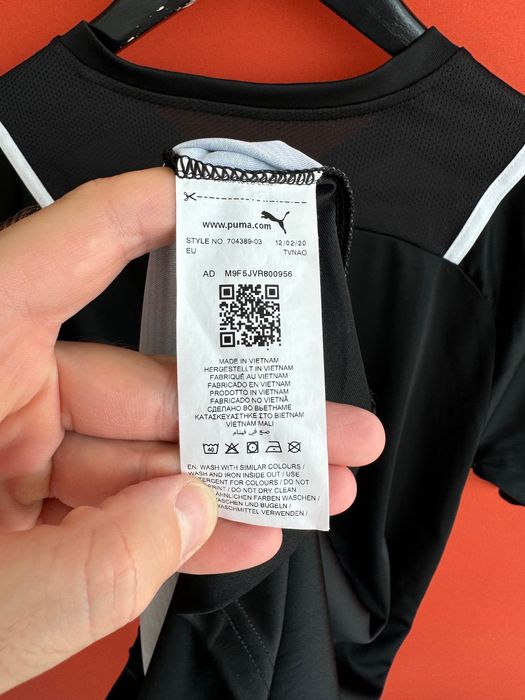 www.puma.com
STYLE NO. 704389-03 12/02/20
EU TVNAO
AD M9F5JVR800956
MADE IN VIETNAM
HERGESTELLT IN VIETNAM
FABRIQUÉ AU VIETNAM
FABRICADO EN VIETNAM
PRODOTTO IN VIETNAM
FABRICADO NO VIETNÃ
СДЕЛАНО ВО ВЬЕТНАМЕ
ΚΑΤΑΣΚΕΥΑΣΤΗΚΕ ΣΤΟ ΒΙΕΤΝΑΜ
VIETNAM MALI
صنع في فيتنام
40
EN: WASH WITH SIMILAR COLOURS /
WASH AND IRON INSIDE OUT / USE
DETERGENT FOR COLOURS / DO NOT
PRINT / DO NOT DRY CLEAN
ÄHNLICHEN FARBEN WASCHEN /
WASCHEN UND BÜGELN /
WASCHMITTEL VERWENDEN /